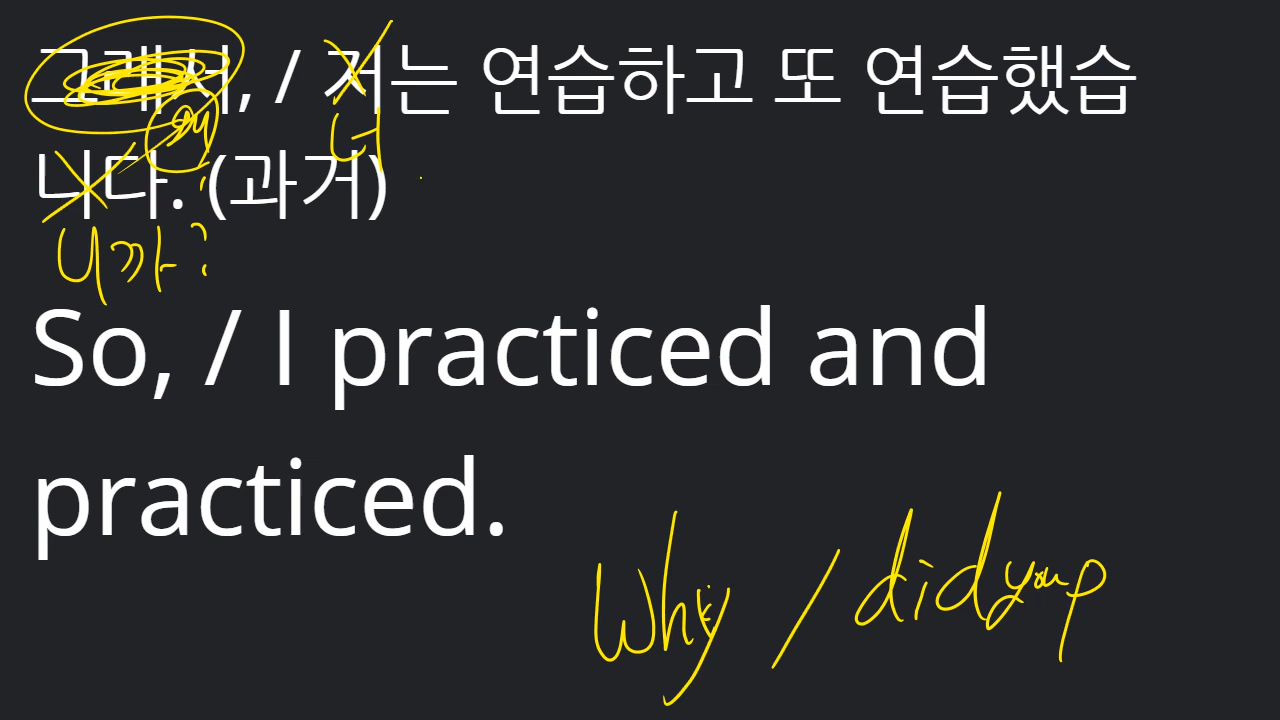 그래서, / 저는 연습하고 또 연습했습
너
니다. (과거)
니까?
So, / I practiced and
practiced.
Why / did you p